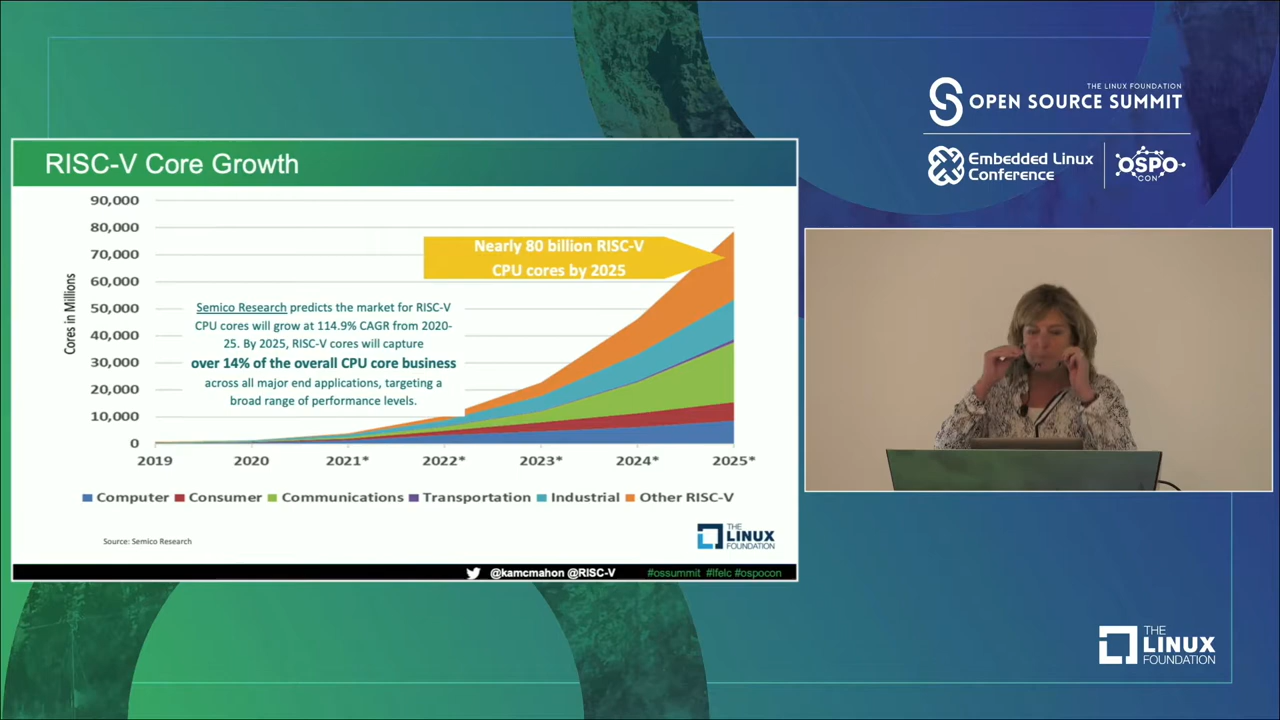 THE LINUX FOUNDATION
OPEN SOURCE SUMMIT
Embedded Linux
Conference
OSPO
CON
RISC-V Core Growth
90,000
80,000
70,000
60,000
50,000
40,000
30,000
20,000
10,000
0
Cores in Millions
Nearly 80 billion RISC-V
CPU cores by 2025
Semico Research predicts the market for RISC-V
CPU cores will grow at 114.9% CAGR from 2020-
25. By 2025, RISC-V cores will capture
over 14% of the overall CPU core business
across all major end applications, targeting a
broad range of performance levels.
2019 2020 2021* 2022* 2023* 2024* 2025*
Computer Consumer Communications Transportation Industrial Other RISC-V
Source: Semico Research
THE
LINUX
FOUNDATION
@kamcmahon @RISC-V #ossummit #lfelc #ospocon
THE
LINUX
FOUNDATION